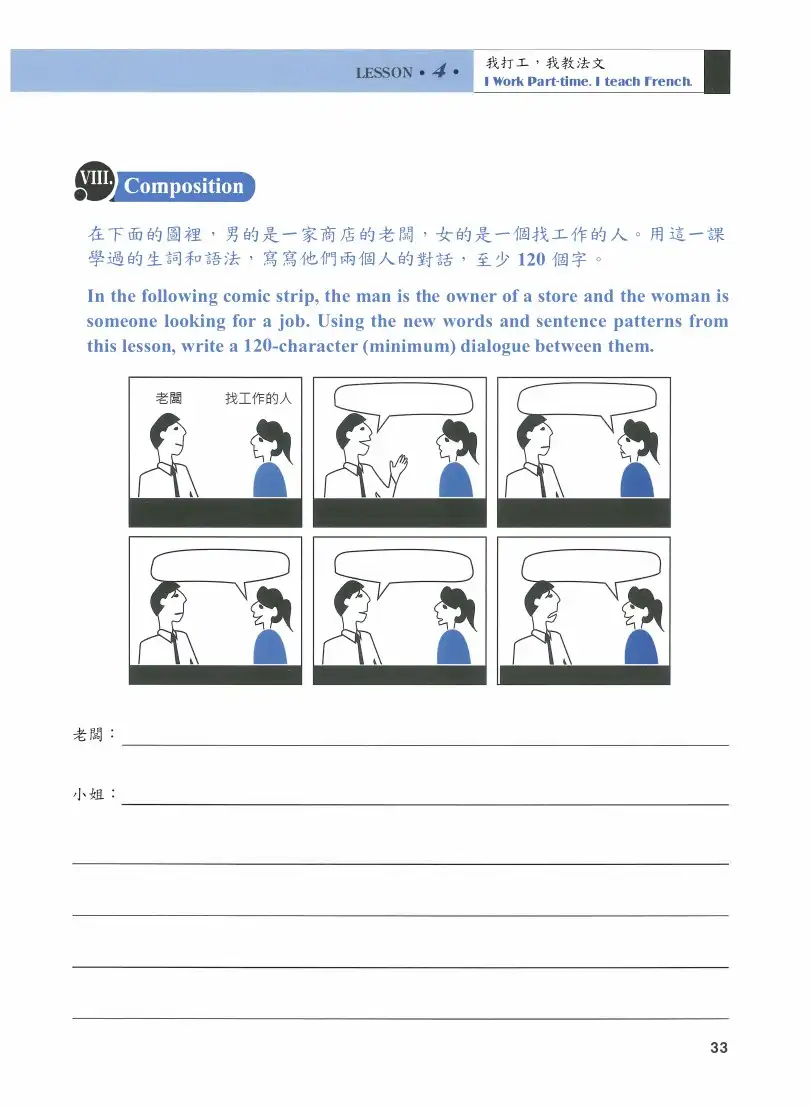 LESSON • 4 •
我打工，我教法文
I Work Part-time. I teach French.
VIII. Composition
在下面的圖裡，男的是一家商店的老闆，女的是一個找工作的人。用這一課
學過的生詞和語法，寫寫他們兩個人的對話，至少 120 個字。
In the following comic strip, the man is the owner of a store and the woman is
someone looking for a job. Using the new words and sentence patterns from
this lesson, write a 120-character (minimum) dialogue between them.
老闆 找工作的人
老闆：
小姐：
33